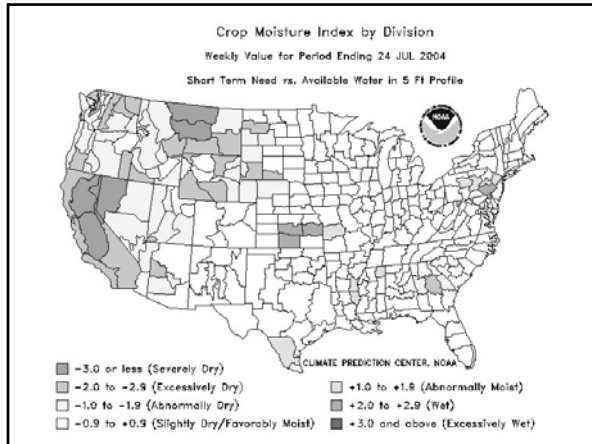 Crop Moisture Index by Division
Weekly Value for Period Ending 24 JUL 2004
Short Term Need vs. Available Water in 5 Ft Profile
NOAA
CLIMATE PREDICTION CENTER, NOAA
-3.0 or less (Severely Dry)
-2.0 to -2.9 (Excessively Dry)
-1.0 to -1.9 (Abnormally Dry)
-0.9 to +0.9 (Slightly Dry/Favorably Moist)
+1.0 to +1.9 (Abnormally Moist)
+2.0 to +2.9 (Wet)
+3.0 and above (Excessively Wet)